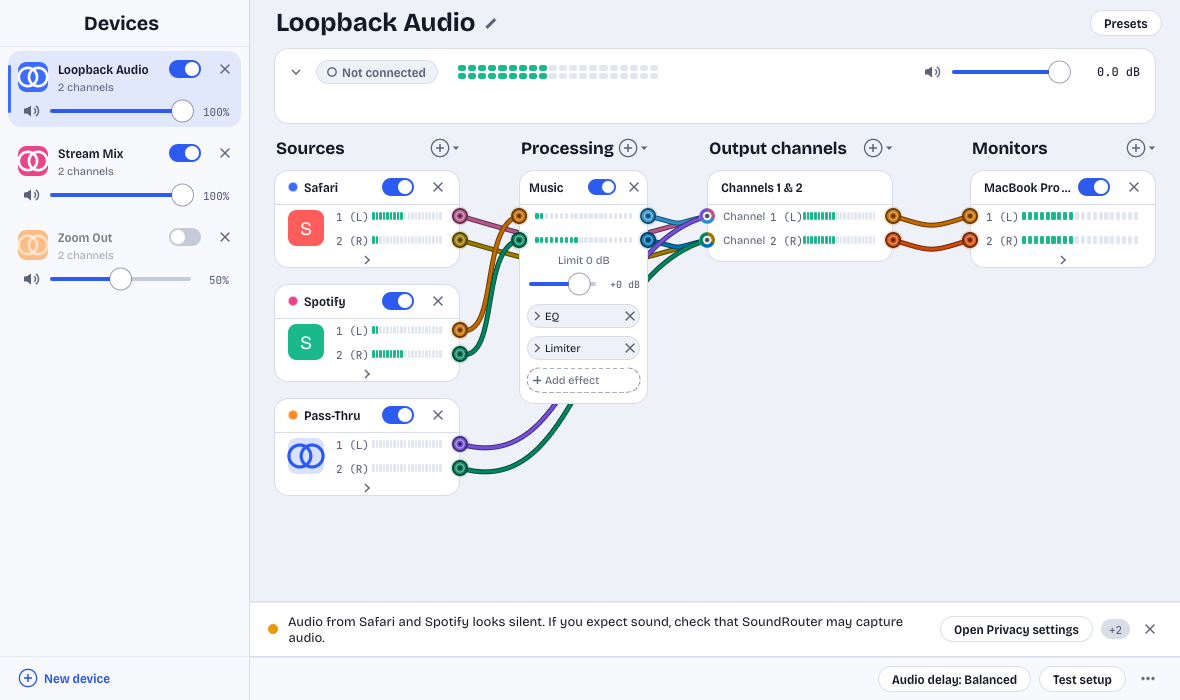 Devices
Loopback Audio
2 channels
100%
Stream Mix
2 channels
100%
Zoom Out
2 channels
50%
New device
Loopback Audio
Presets
Not connected
0.0 dB
Sources
Processing
Output channels
Monitors
Safari
S
1 (L)
2 (R)
Spotify
S
1 (L)
2 (R)
Pass-Thru
1 (L)
2 (R)
Music
Limit 0 dB
+0 dB
EQ
Limiter
+ Add effect
Channels 1 & 2
Channel 1 (L)
Channel 2 (R)
MacBook Pro...
1 (L)
2 (R)
Audio from Safari and Spotify looks silent. If you expect sound, check that SoundRouter may capture
audio.
Open Privacy settings
+2
Audio delay: Balanced
Test setup